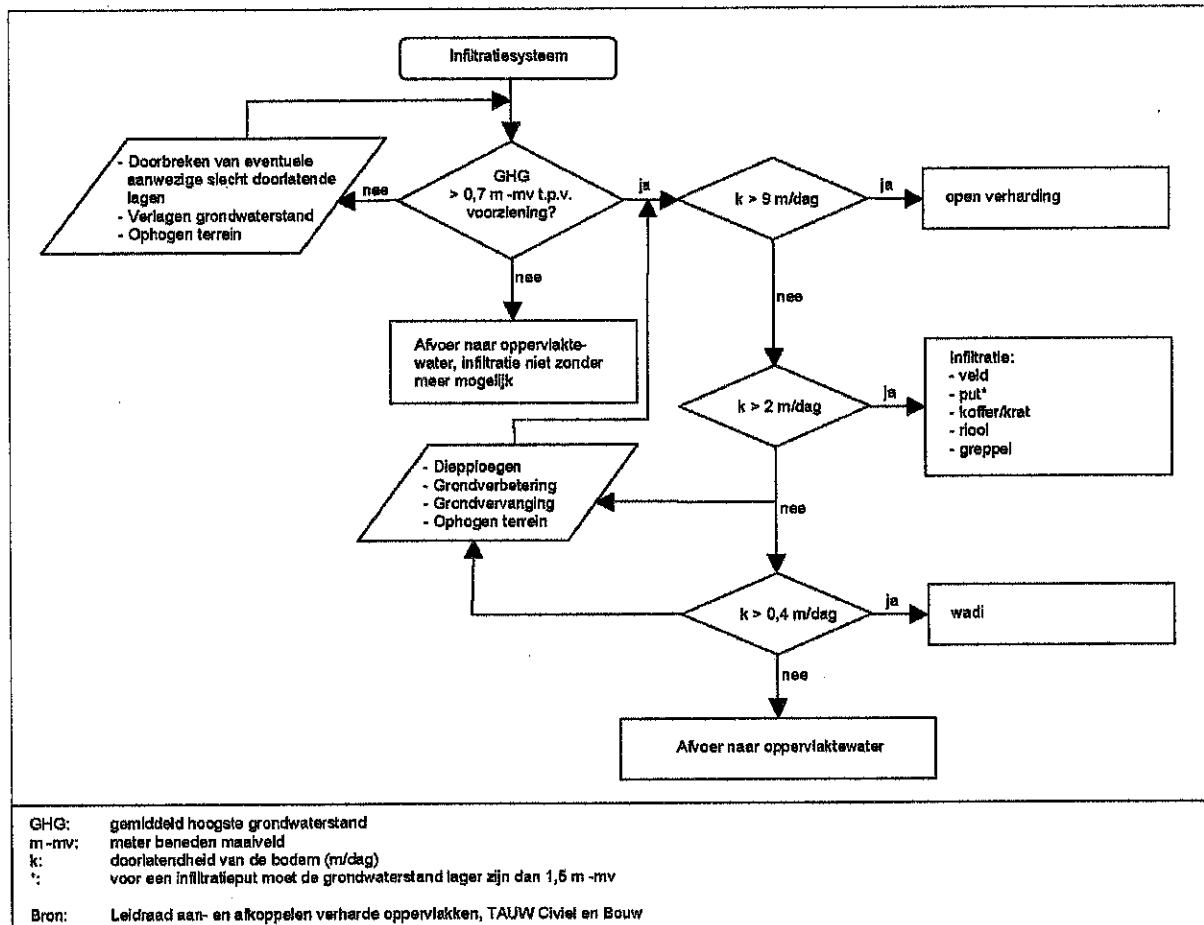 Infiltratiesysteem
- Doorbreken van eventuele
aanwezige slecht doorlatende
lagen
- Verlagen grondwaterstand
- Ophogen terrein
nee
GHG
> 0,7 m -mv t.p.v.
voorziening?
ja
k > 9 m/dag
ja
open verharding
nee
nee
Afvoer naar oppervlakte-
water, infiltratie niet zonder
meer mogelijk
k > 2 m/dag
ja
Infiltratie:
- veld
- put*
- koffer/krat
- riool
- greppel
- Diepploegen
- Grondverbetering
- Grondvervanging
- Ophogen terrein
nee
k > 0,4 m/dag
ja
wadi
nee
Afvoer naar oppervlaktewater
GHG: gemiddeld hoogste grondwaterstand
m -mv: meter beneden maaiveld
k: doorlatendheid van de bodem (m/dag)
*: voor een infiltratieput moet de grondwaterstand lager zijn dan 1,5 m -mv
Bron: Leidraad aan- en afkoppelen verharde oppervlakken, TAUW Civiel en Bouw